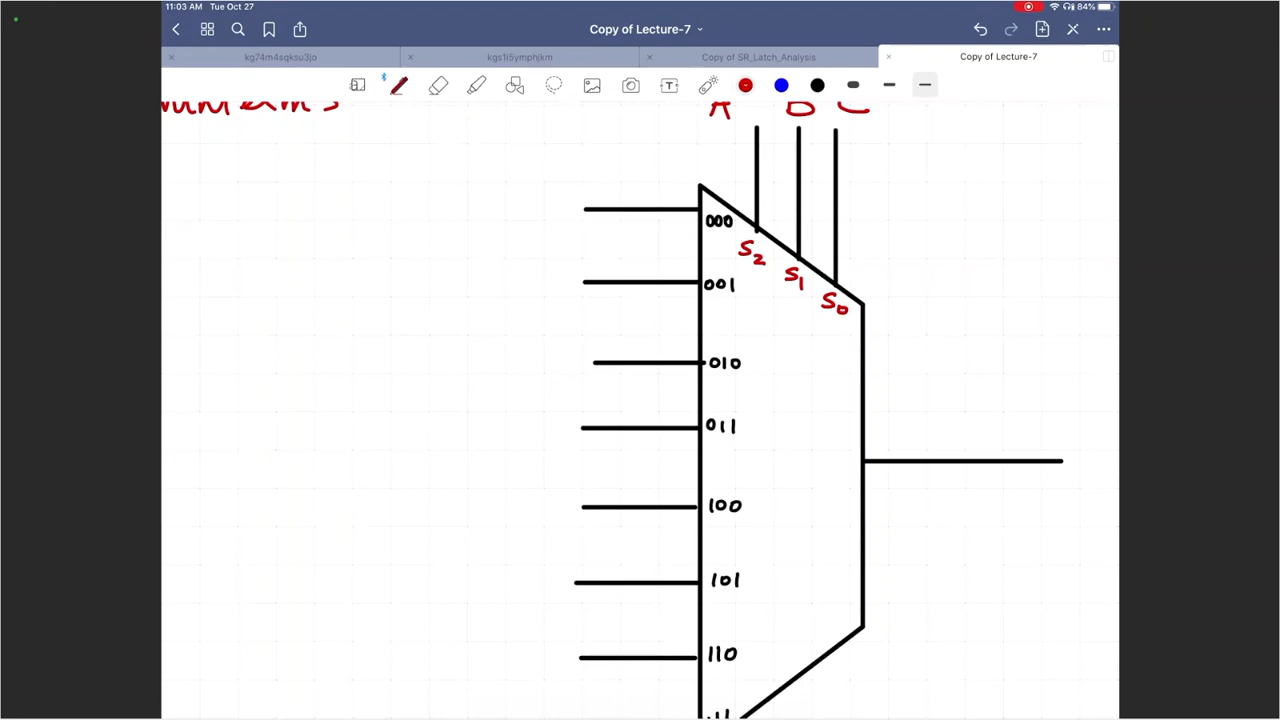 11:03 AM Tue Oct 27
84%
Copy of Lecture-7
kg74m4sqksu3jo
kgs1i5ymphjkm
Copy of SR_Latch_Analysis
Copy of Lecture-7
T
A B C
000
S2
001
S1
S0
010
011
100
101
110